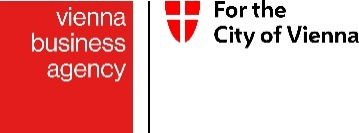 vienna
business
agency
For the
City of Vienna